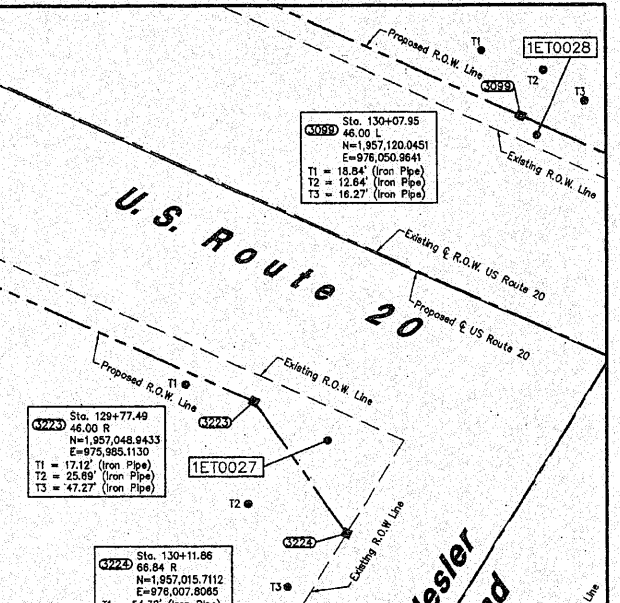 Proposed R.O.W. Line
T1
1ET0028
T2
3099
T3
3099 Sta. 130+07.95
46.00 L
N=1,957,120.0451
E=976,050.9641
T1 = 18.84' (Iron Pipe)
T2 = 12.64' (Iron Pipe)
T3 = 16.27' (Iron Pipe)
Existing R.O.W. Line
U.S. Route 20
Existing ℄ R.O.W. US Route 20
Proposed ℄ US Route 20
Existing R.O.W. Line
Proposed R.O.W. Line
T1
3223
3223 Sta. 129+77.49
46.00 R
N=1,957,048.9433
E=975,985.1130
T1 = 17.12' (Iron Pipe)
T2 = 25.89' (Iron Pipe)
T3 = 47.27' (Iron Pipe)
1ET0027
T2
3224
Existing R.O.W Line
3224 Sta. 130+11.86
66.84 R
N=1,957,015.7112
E=976,007.8065
T3
esler
Line